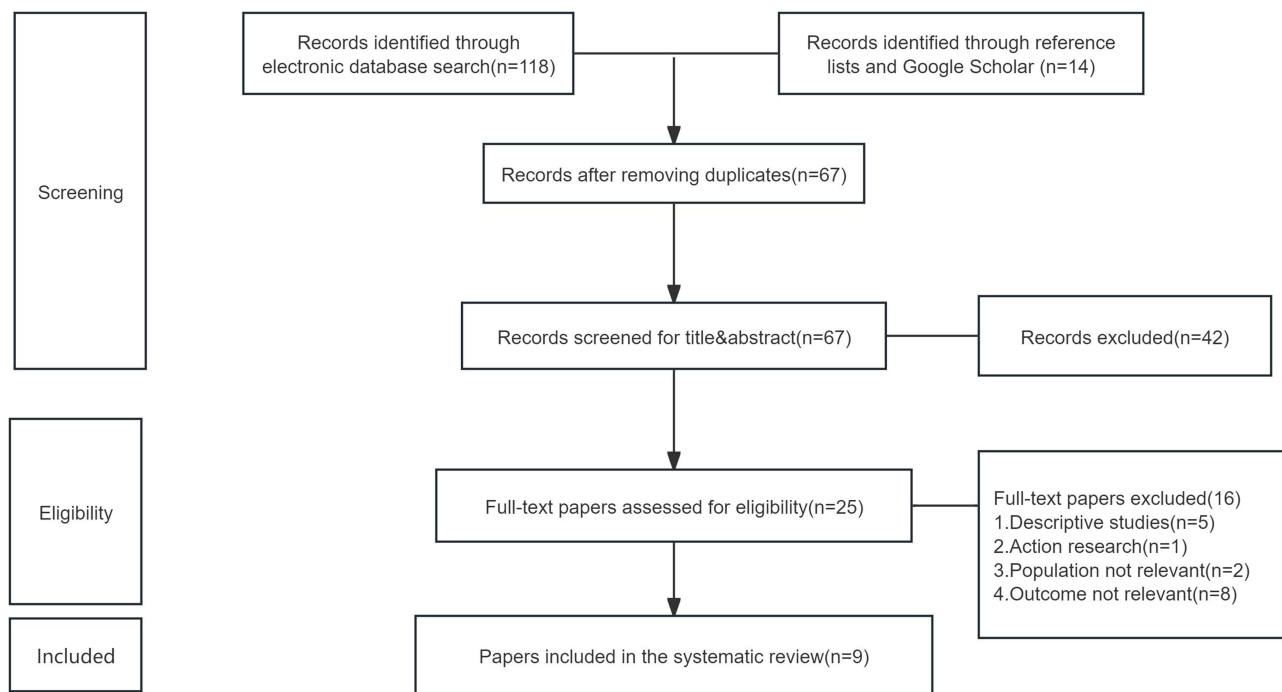 Records identified through
electronic database search(n=118)
Records identified through reference
lists and Google Scholar (n=14)
Screening
Records after removing duplicates(n=67)
Records screened for title&abstract(n=67)
Records excluded(n=42)
Eligibility
Full-text papers assessed for eligibility(n=25)
Full-text papers excluded(16)
1.Descriptive studies(n=5)
2.Action research(n=1)
3.Population not relevant(n=2)
4.Outcome not relevant(n=8)
Included
Papers included in the systematic review(n=9)